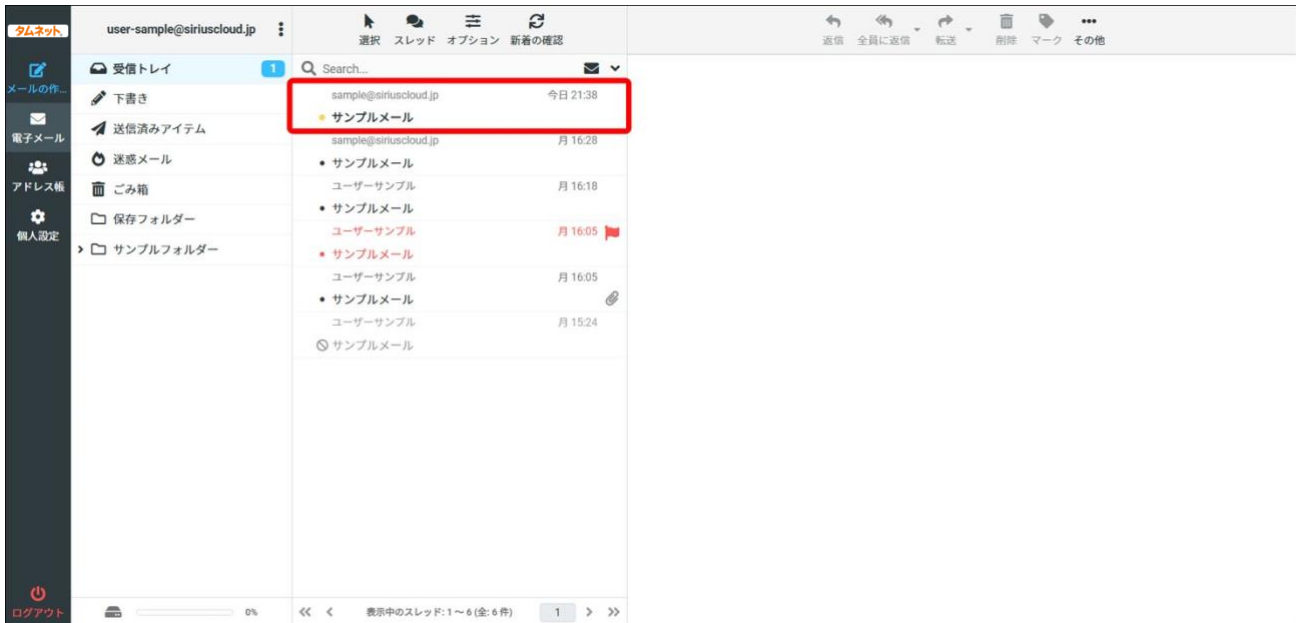 タムネット
メールの作...
電子メール
アドレス帳
個人設定
ログアウト
user-sample@siriuscloud.jp
受信トレイ 1
下書き
送信済みアイテム
迷惑メール
ごみ箱
保存フォルダー
サンプルフォルダー
0%
選択 スレッド オプション 新着の確認
Search...
sample@siriuscloud.jp 今日 21:38
サンプルメール
sample@siriuscloud.jp 月 16:28
サンプルメール
ユーザーサンプル 月 16:18
サンプルメール
ユーザーサンプル 月 16:05
サンプルメール
ユーザーサンプル 月 16:05
サンプルメール
ユーザーサンプル 月 15:24
サンプルメール
表示中のスレッド: 1 ～ 6 (全: 6 件) 1
返信 全員に返信 転送 削除 マーク その他